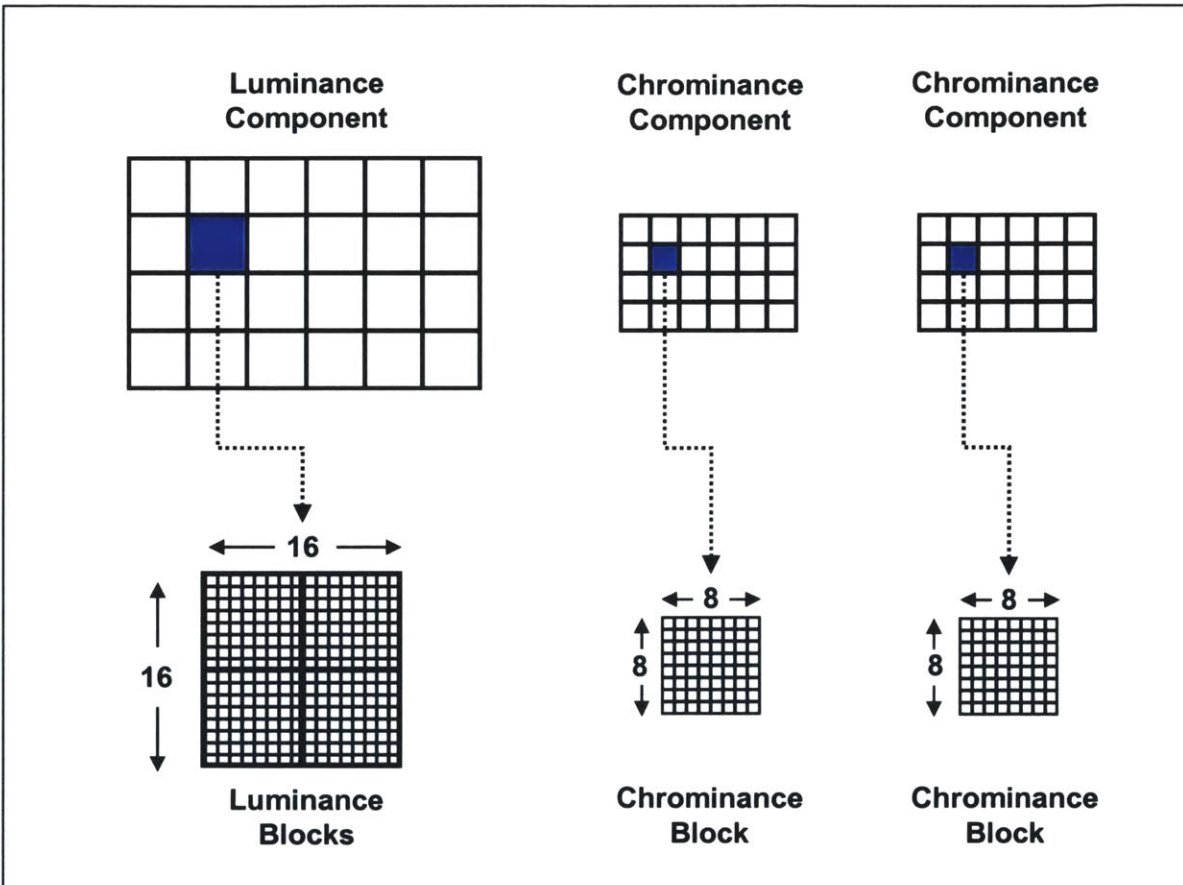 Luminance
Component
Chrominance
Component
Chrominance
Component
16
16
Luminance
Blocks
8
8
Chrominance
Block
8
8
Chrominance
Block